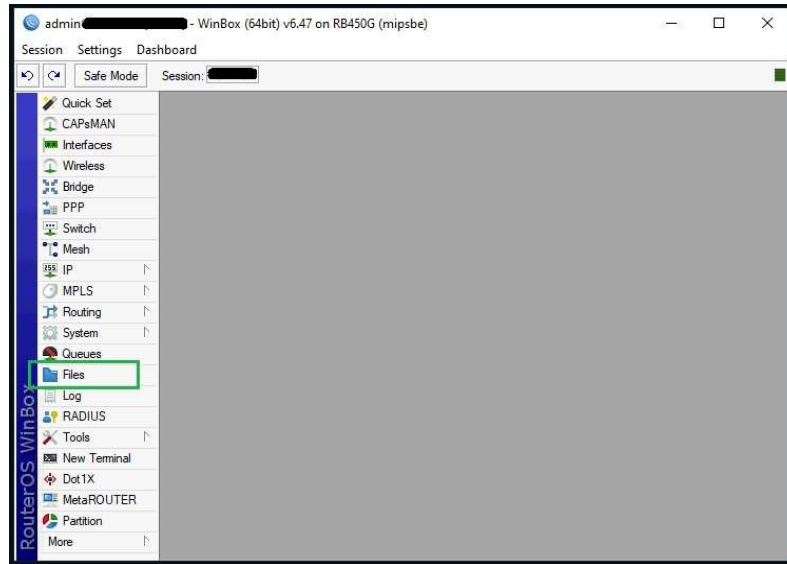 admin - WinBox (64bit) v6.47 on RB450G (mipsbe)
Session Settings Dashboard
Safe Mode Session:
Quick Set
CAPsMAN
Interfaces
Wireless
Bridge
PPP
Switch
Mesh
255 IP
MPLS
Routing
System
Queues
Files
Log
RADIUS
Tools
New Terminal
Dot1X
MetaROUTER
Partition
More
RouterOS WinBox